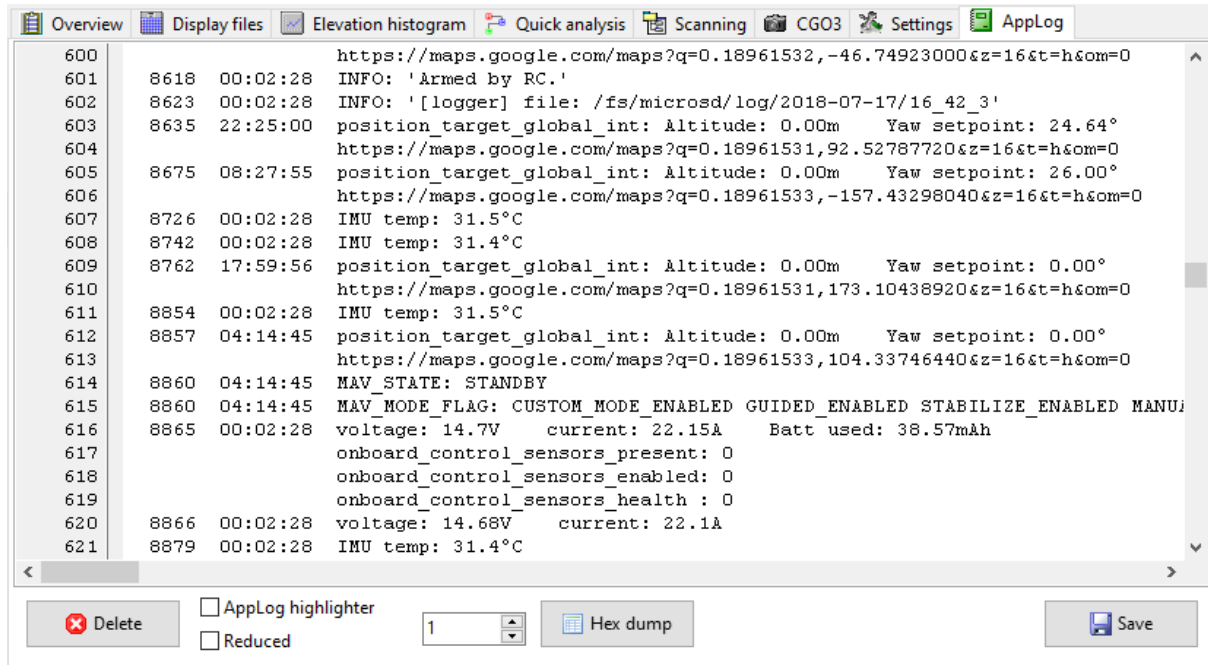 Overview Display files Elevation histogram Quick analysis Scanning CGO3 Settings AppLog
600 https://maps.google.com/maps?q=0.18961532,-46.74923000&z=16&t=h&om=0
601 8618 00:02:28 INFO: 'Armed by RC.'
602 8623 00:02:28 INFO: '[logger] file: /fs/microsd/log/2018-07-17/16_42_3'
603 8635 22:25:00 position_target_global_int: Altitude: 0.00m Yaw setpoint: 24.64°
604 https://maps.google.com/maps?q=0.18961531,92.52787720&z=16&t=h&om=0
605 8675 08:27:55 position_target_global_int: Altitude: 0.00m Yaw setpoint: 26.00°
606 https://maps.google.com/maps?q=0.18961533,-157.43298040&z=16&t=h&om=0
607 8726 00:02:28 IMU temp: 31.5°C
608 8742 00:02:28 IMU temp: 31.4°C
609 8762 17:59:56 position_target_global_int: Altitude: 0.00m Yaw setpoint: 0.00°
610 https://maps.google.com/maps?q=0.18961531,173.10438920&z=16&t=h&om=0
611 8854 00:02:28 IMU temp: 31.5°C
612 8857 04:14:45 position_target_global_int: Altitude: 0.00m Yaw setpoint: 0.00°
613 https://maps.google.com/maps?q=0.18961533,104.33746440&z=16&t=h&om=0
614 8860 04:14:45 MAV_STATE: STANDBY
615 8860 04:14:45 MAV_MODE_FLAG: CUSTOM_MODE_ENABLED GUIDED_ENABLED STABILIZE_ENABLED MANUA
616 8865 00:02:28 voltage: 14.7V current: 22.15A Batt used: 38.57mAh
617 onboard_control_sensors_present: 0
618 onboard_control_sensors_enabled: 0
619 onboard_control_sensors_health : 0
620 8866 00:02:28 voltage: 14.68V current: 22.1A
621 8879 00:02:28 IMU temp: 31.4°C
Delete
AppLog highlighter
Reduced
1
Hex dump
Save